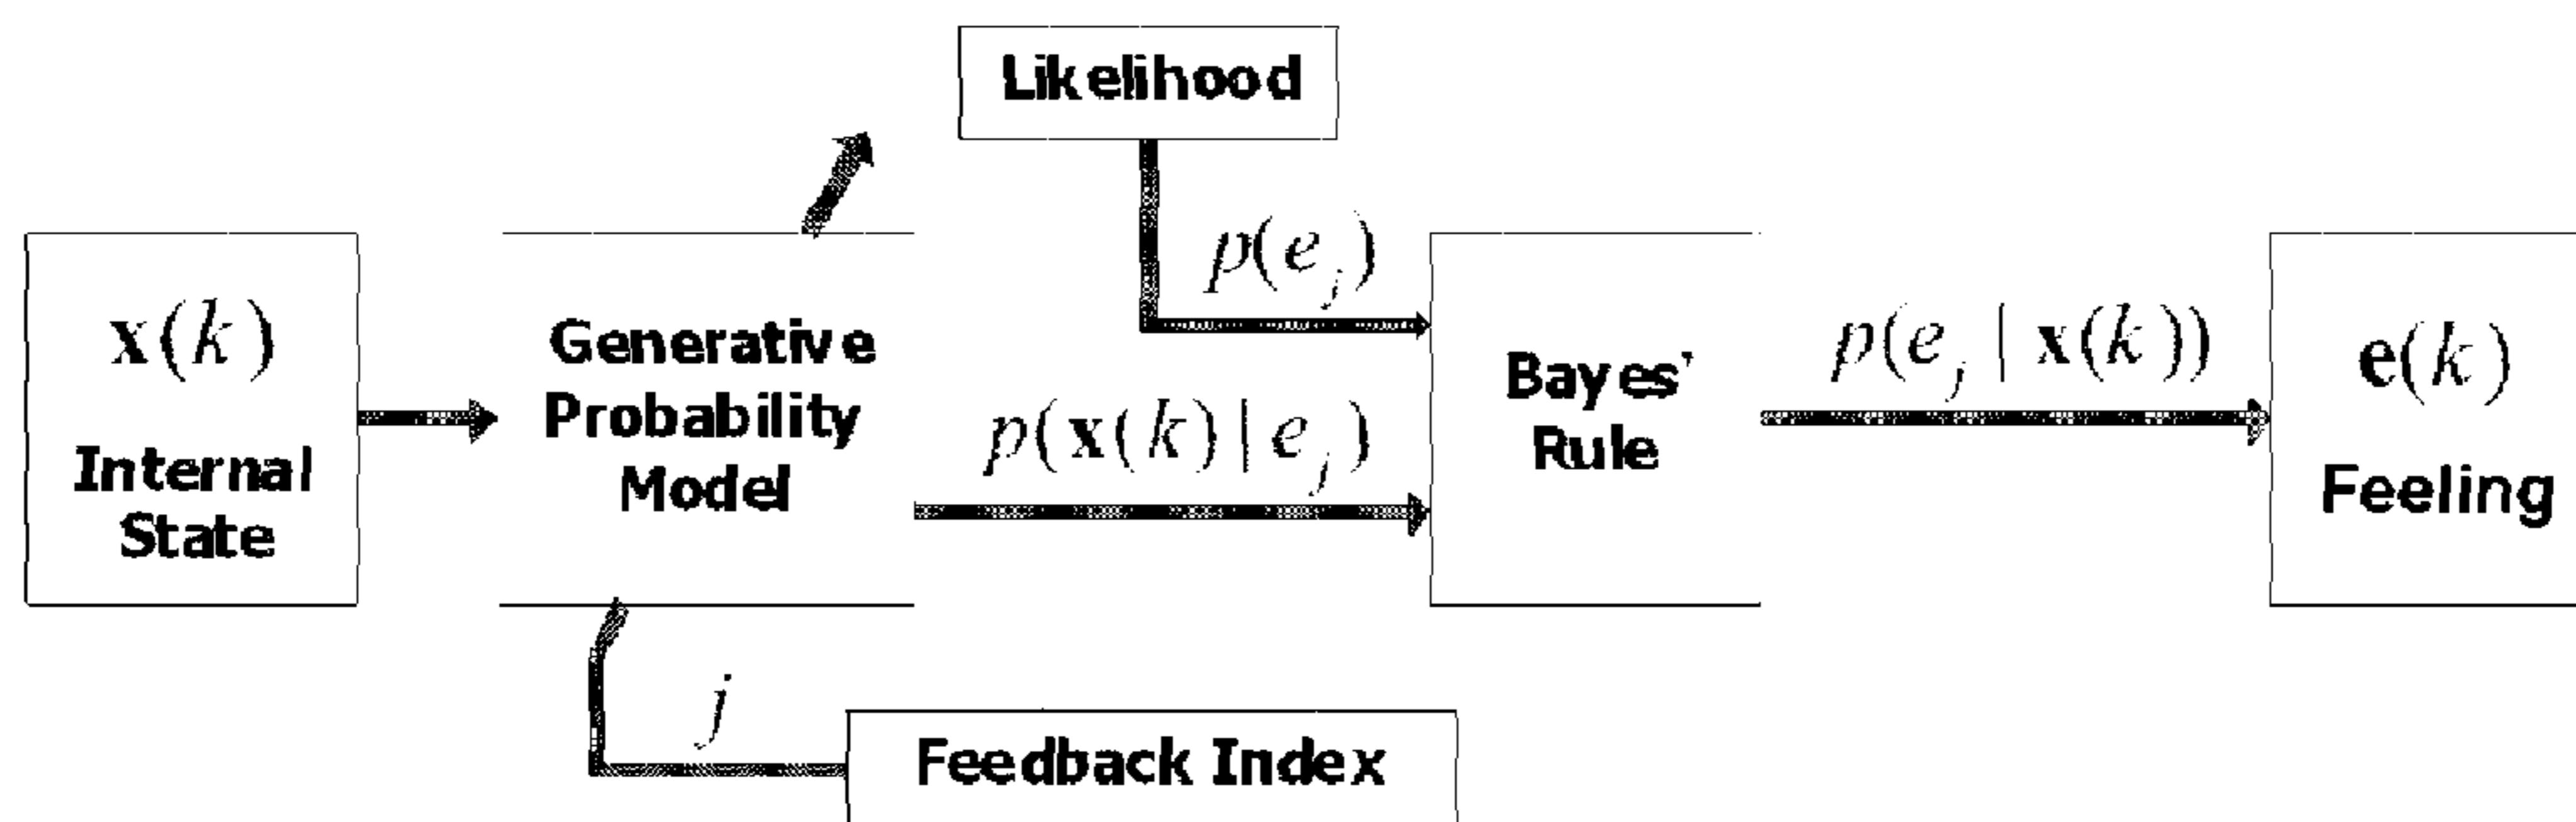 Likelihood
p(e_j)
x(k)
Internal
State
Generative
Probability
Model
p(x(k) | e_j)
Bayes'
Rule
p(e_j | x(k))
e(k)
Feeling
j
Feedback Index